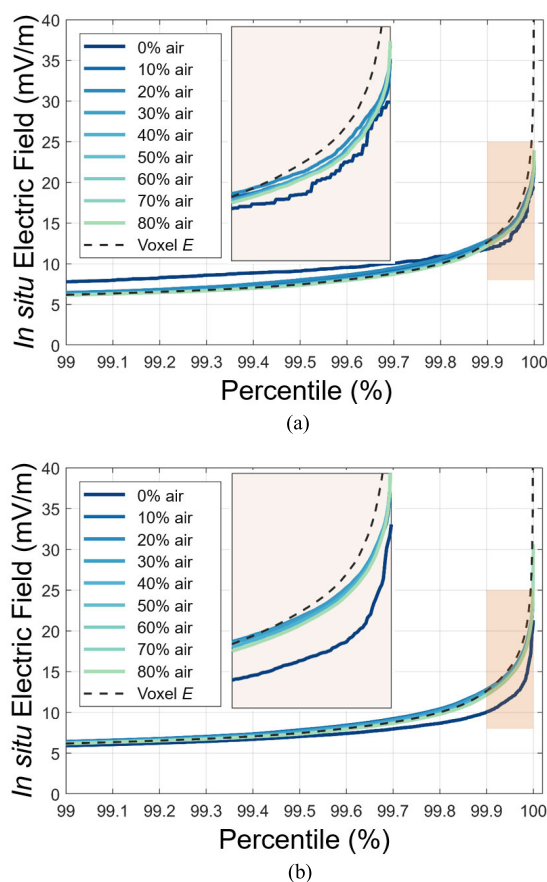 40
35
30
25
20
15
10
5
0
In situ Electric Field (mV/m)
0% air
10% air
20% air
30% air
40% air
50% air
60% air
70% air
80% air
Voxel E
99 99.1 99.2 99.3 99.4 99.5 99.6 99.7 99.8 99.9 100
Percentile (%)
(a)
40
35
30
25
20
15
10
5
0
In situ Electric Field (mV/m)
0% air
10% air
20% air
30% air
40% air
50% air
60% air
70% air
80% air
Voxel E
99 99.1 99.2 99.3 99.4 99.5 99.6 99.7 99.8 99.9 100
Percentile (%)
(b)